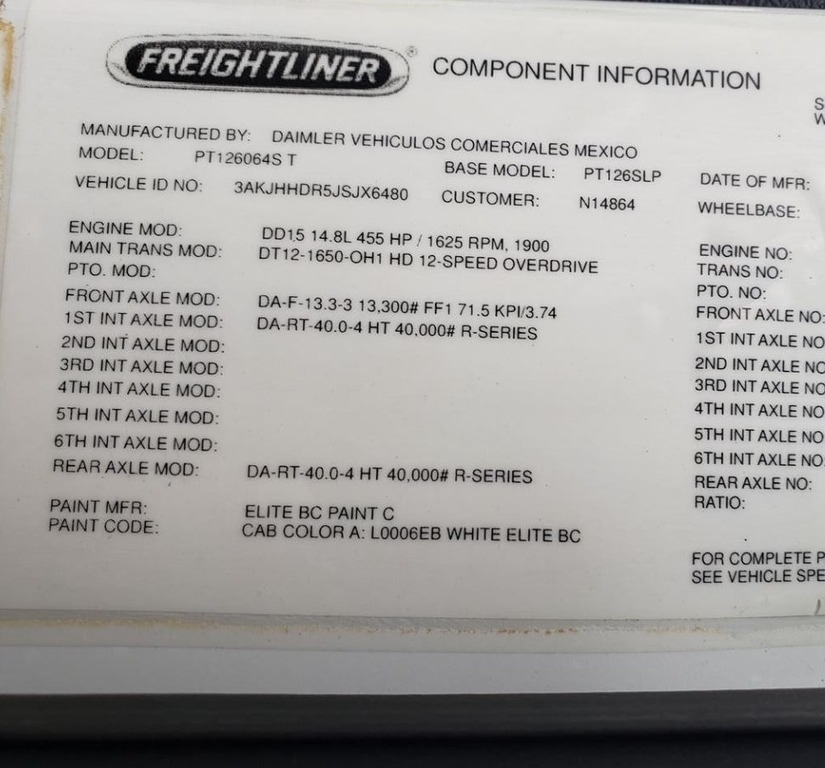 FREIGHTLINER ® COMPONENT INFORMATION
MANUFACTURED BY: DAIMLER VEHICULOS COMERCIALES MEXICO
MODEL: PT126064S T BASE MODEL: PT126SLP DATE OF MFR:
VEHICLE ID NO: 3AKJHHDR5JSJX6480 CUSTOMER: N14864 WHEELBASE:
ENGINE MOD: DD15 14.8L 455 HP / 1625 RPM, 1900 ENGINE NO:
MAIN TRANS MOD: DT12-1650-OH1 HD 12-SPEED OVERDRIVE TRANS NO:
PTO. MOD: PTO. NO:
FRONT AXLE MOD: DA-F-13.3-3 13,300# FF1 71.5 KPI/3.74 FRONT AXLE NO:
1ST INT AXLE MOD: DA-RT-40.0-4 HT 40,000# R-SERIES 1ST INT AXLE NO
2ND INT AXLE MOD: 2ND INT AXLE NO
3RD INT AXLE MOD: 3RD INT AXLE NO
4TH INT AXLE MOD: 4TH INT AXLE NO
5TH INT AXLE MOD: 5TH INT AXLE NO
6TH INT AXLE MOD: 6TH INT AXLE NO
REAR AXLE MOD: DA-RT-40.0-4 HT 40,000# R-SERIES REAR AXLE NO:
RATIO:
PAINT MFR: ELITE BC PAINT C
PAINT CODE: CAB COLOR A: L0006EB WHITE ELITE BC
FOR COMPLETE P
SEE VEHICLE SPE